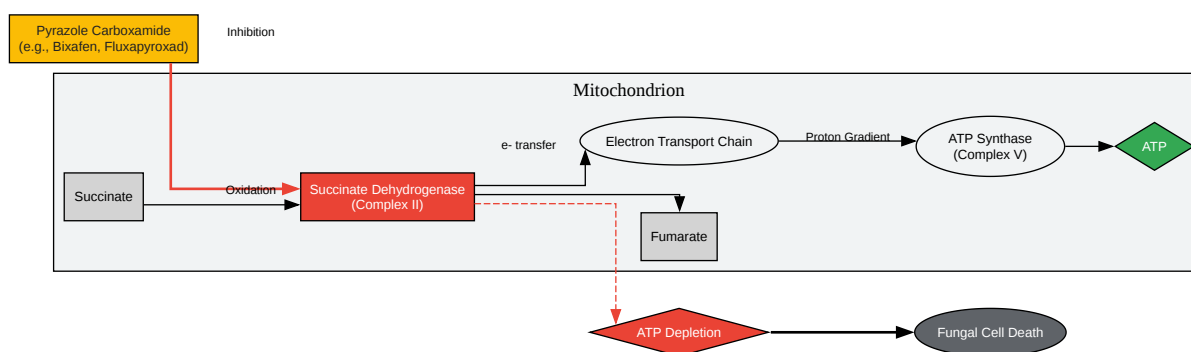 Pyrazole Carboxamide
(e.g., Bixafen, Fluxapyroxad)
Inhibition
Mitochondrion
e- transfer
Electron Transport Chain
Proton Gradient
ATP Synthase
(Complex V)
ATP
Succinate
Oxidation
Succinate Dehydrogenase
(Complex II)
Fumarate
ATP Depletion
Fungal Cell Death